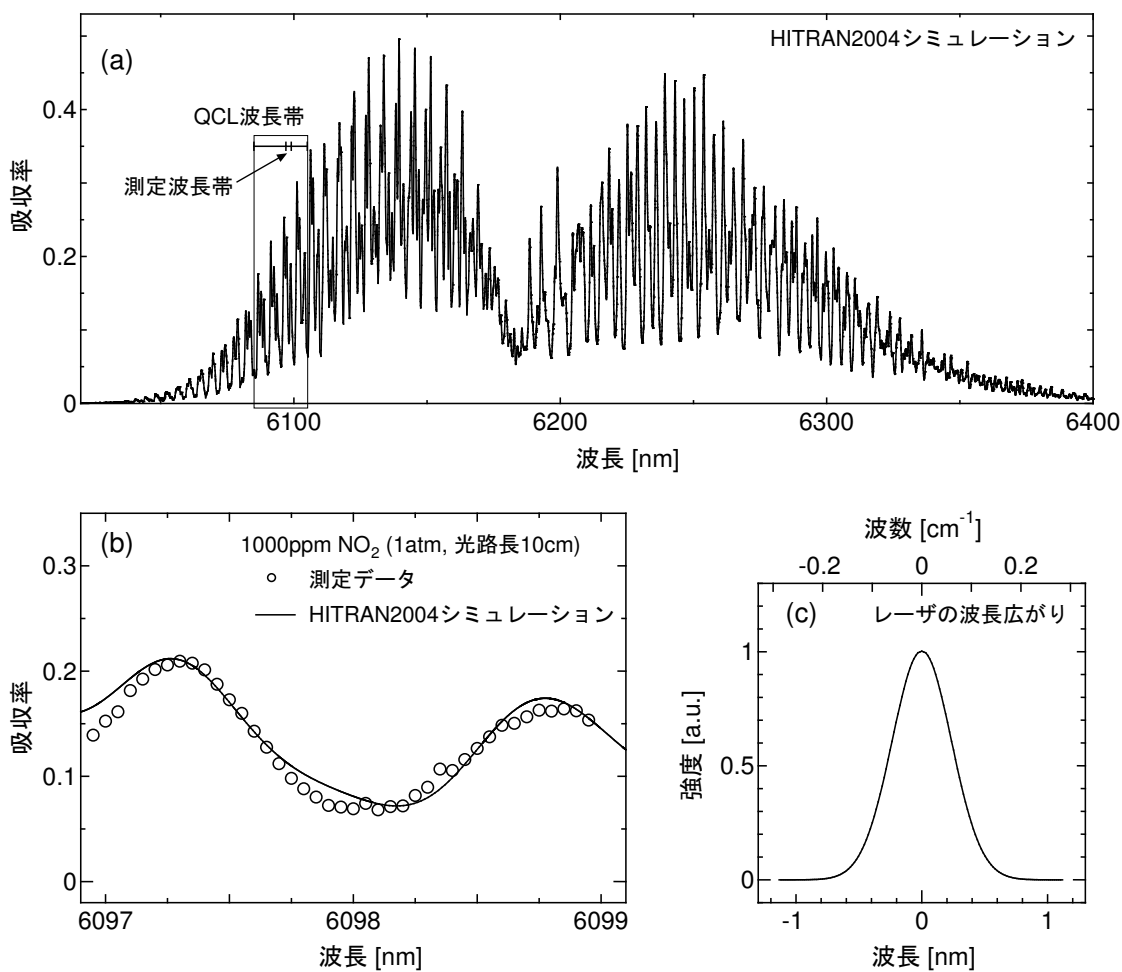 (a)
HITRAN2004シミュレーション
QCL波長帯
測定波長帯
吸収率
0.4
0.2
0
6100
6200
6300
6400
波長 [nm]
(b)
1000ppm NO2 (1atm, 光路長10cm)
測定データ
HITRAN2004シミュレーション
吸収率
0.3
0.2
0.1
0
6097
6098
6099
波長 [nm]
波数 [cm-1]
-0.2
0
0.2
(c)
レーザの波長広がり
強度 [a.u.]
1
0.5
0
-1
0
1
波長 [nm]